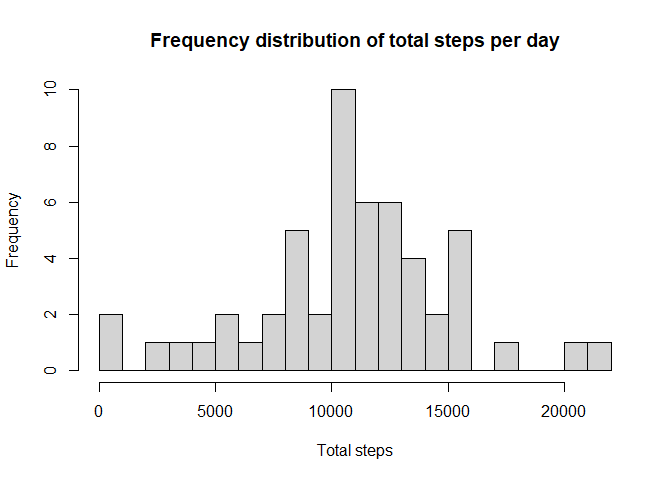 Frequency distribution of total steps per day
Frequency
10
8
6
4
2
0
0 5000 10000 15000 20000
Total steps